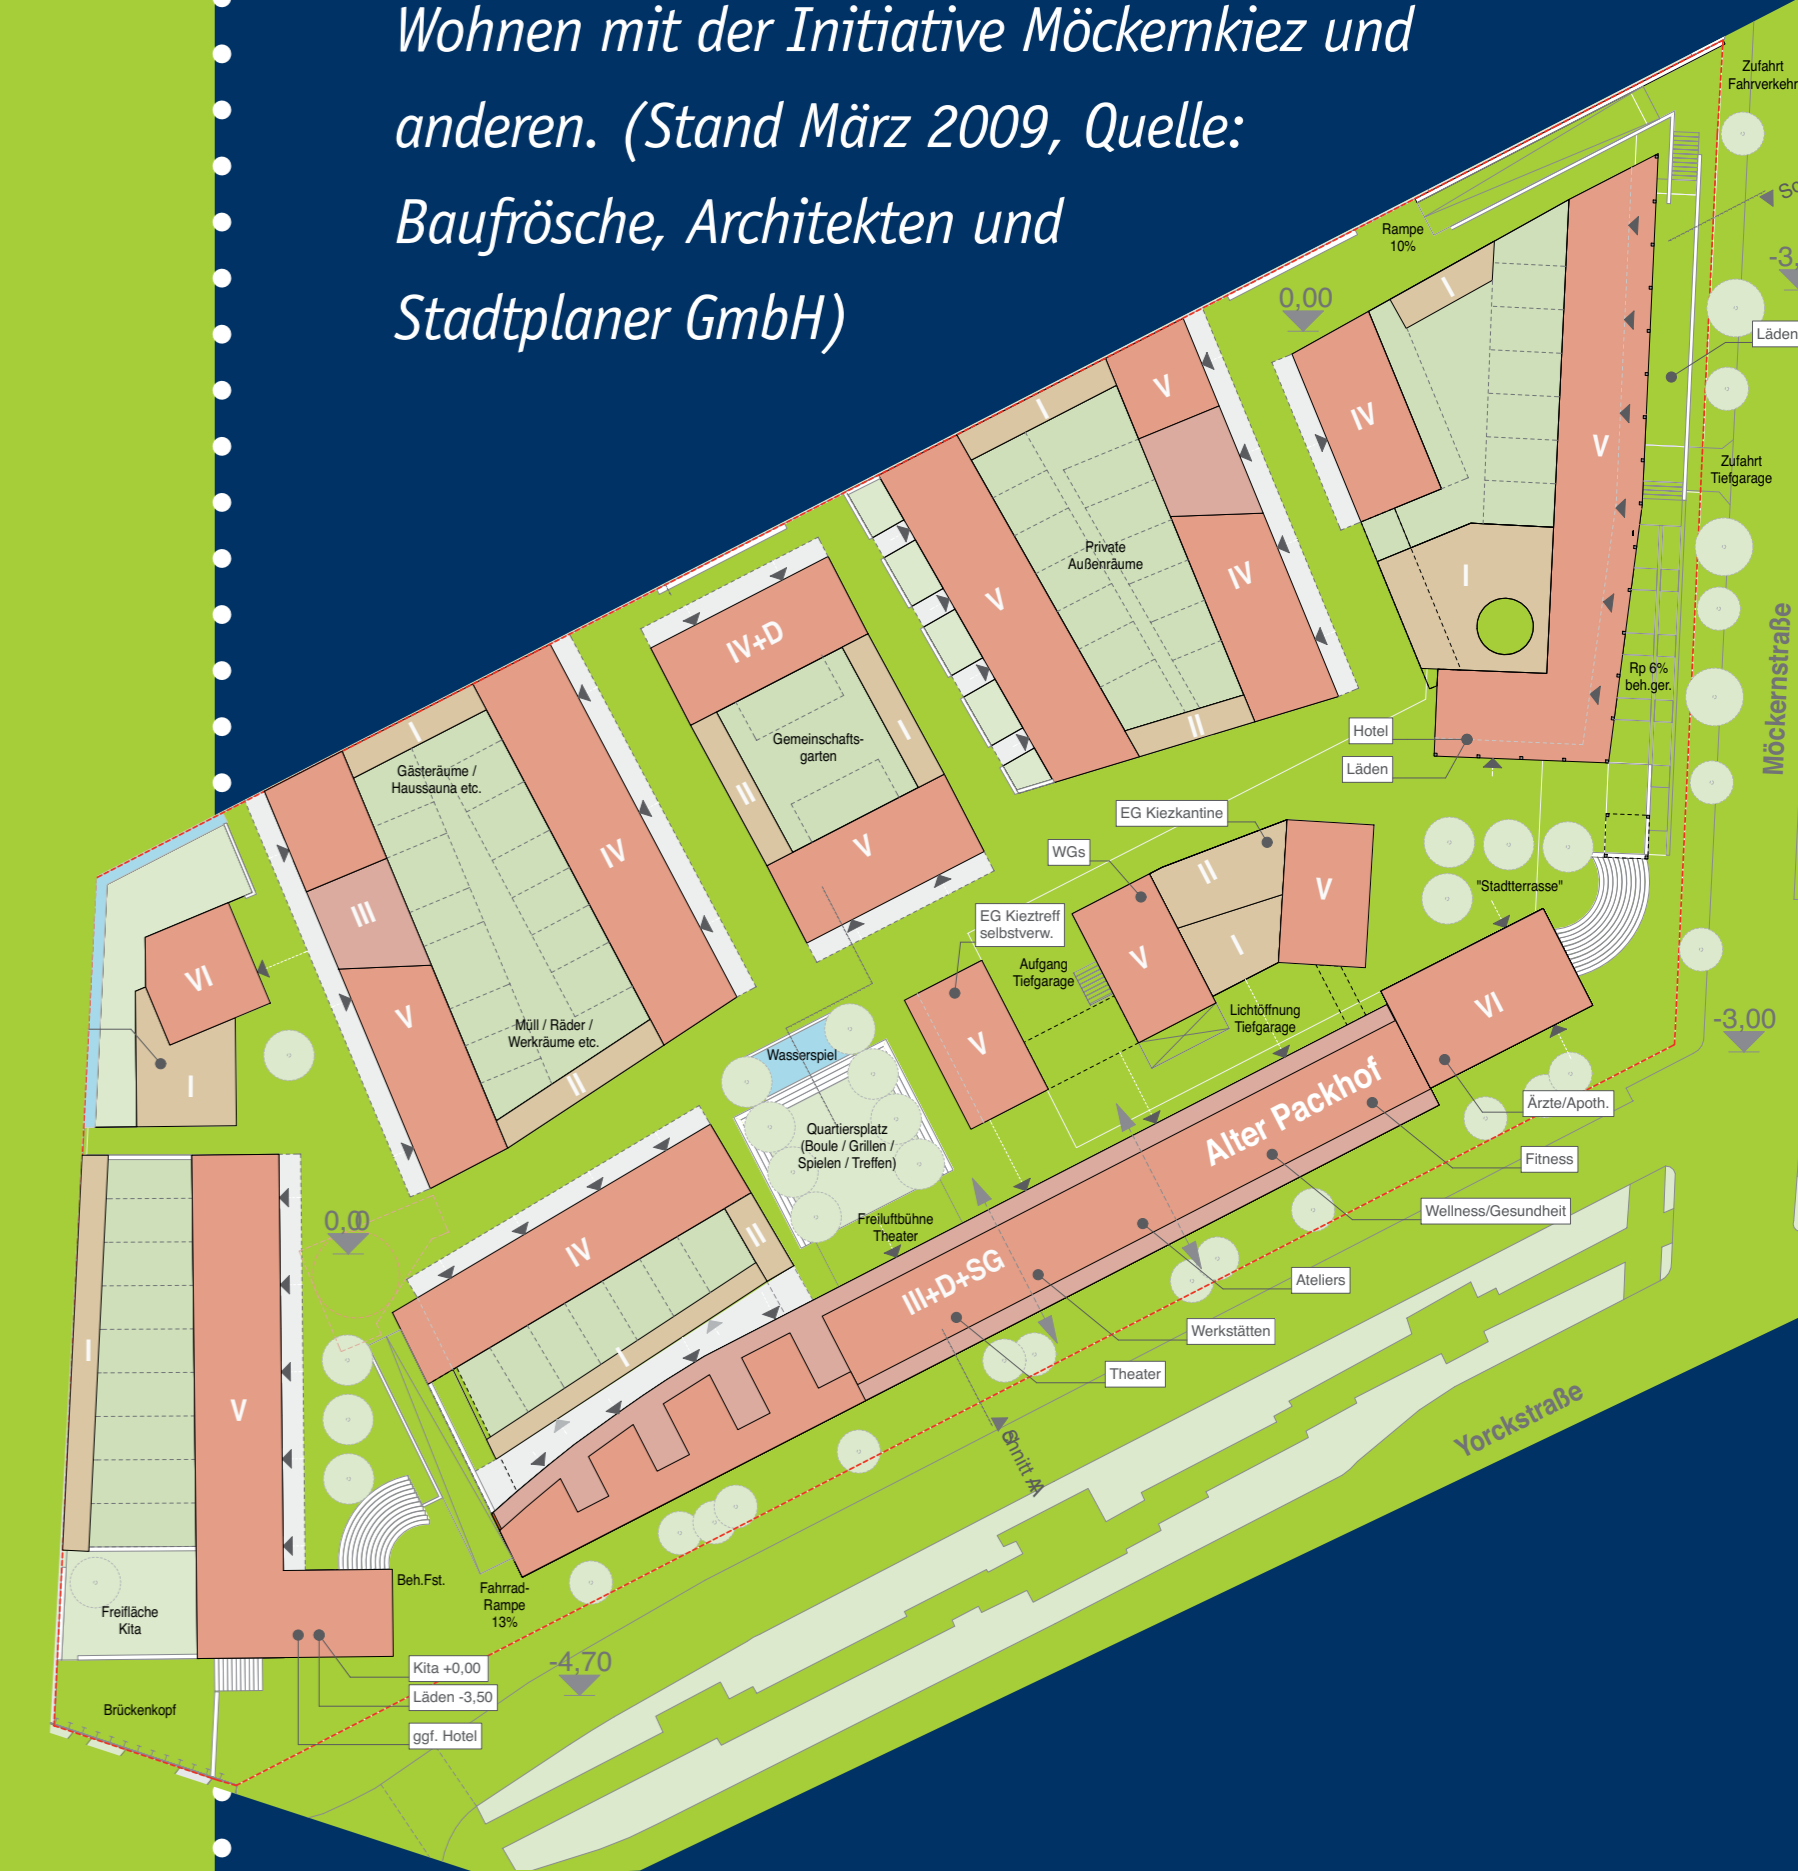 Wohnen mit der Initiative Möckernkiez und
anderen. (Stand März 2009, Quelle:
Baufrösche, Architekten und
Stadtplaner GmbH)
Zufahrt
Fahrverkehr
Rampe
10%
0,00
-3,
Läden
I
IV
V
I
Zufahrt
Tiefgarage
Möckernstraße
Rp 6%
beh.ger.
I
V
V
IV
Private
Außenräume
II
Hotel
Läden
IV+D
I
II
V
Gemeinschafts-
garten
I
Gästeräume /
Haussauna etc.
III
IV
V
Müll / Räder /
Werkräume etc.
II
VI
I
EG Kiezkantine
WGs
EG Kieztreff
selbstverw.
II
V
I
V
V
Aufgang
Tiefgarage
Lichtöffnung
Tiefgarage
"Stadtterrasse"
VI
-3,00
Wasserspiel
Quartiersplatz
(Boule / Grillen /
Spielen / Treffen)
Freiluftbühne
Theater
Alter Packhof
III+D+SG
Ärzte/Apoth.
Fitness
Wellness/Gesundheit
Ateliers
Werkstätten
Theater
0,00
IV
II
I
I
V
Yorckstraße
Beh.Fst.
Fahrrad-
Rampe
13%
Freifläche
Kita
Kita +0,00
Läden -3,50
ggf. Hotel
-4,70
Brückenkopf